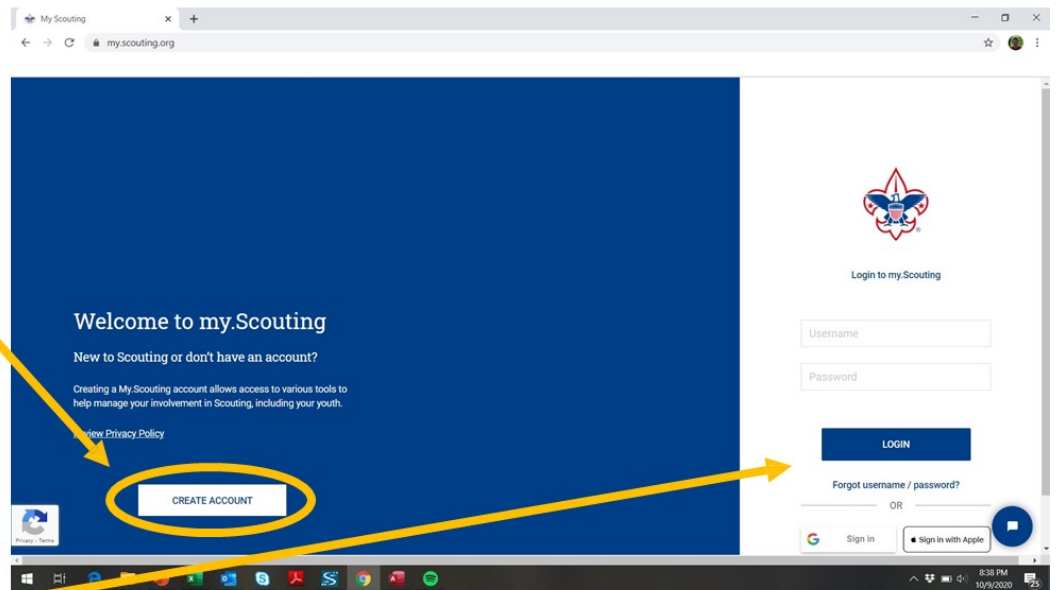 My Scouting
my.scouting.org
Welcome to my.Scouting
New to Scouting or don't have an account?
Creating a My.Scouting account allows access to various tools to
help manage your involvement in Scouting, including your youth.
Privacy Policy
CREATE ACCOUNT
Privacy - Terms
Login to my.Scouting
Username
Password
LOGIN
Forgot username / password?
OR
Sign in
Sign in with Apple
8:38 PM
10/9/2020
25